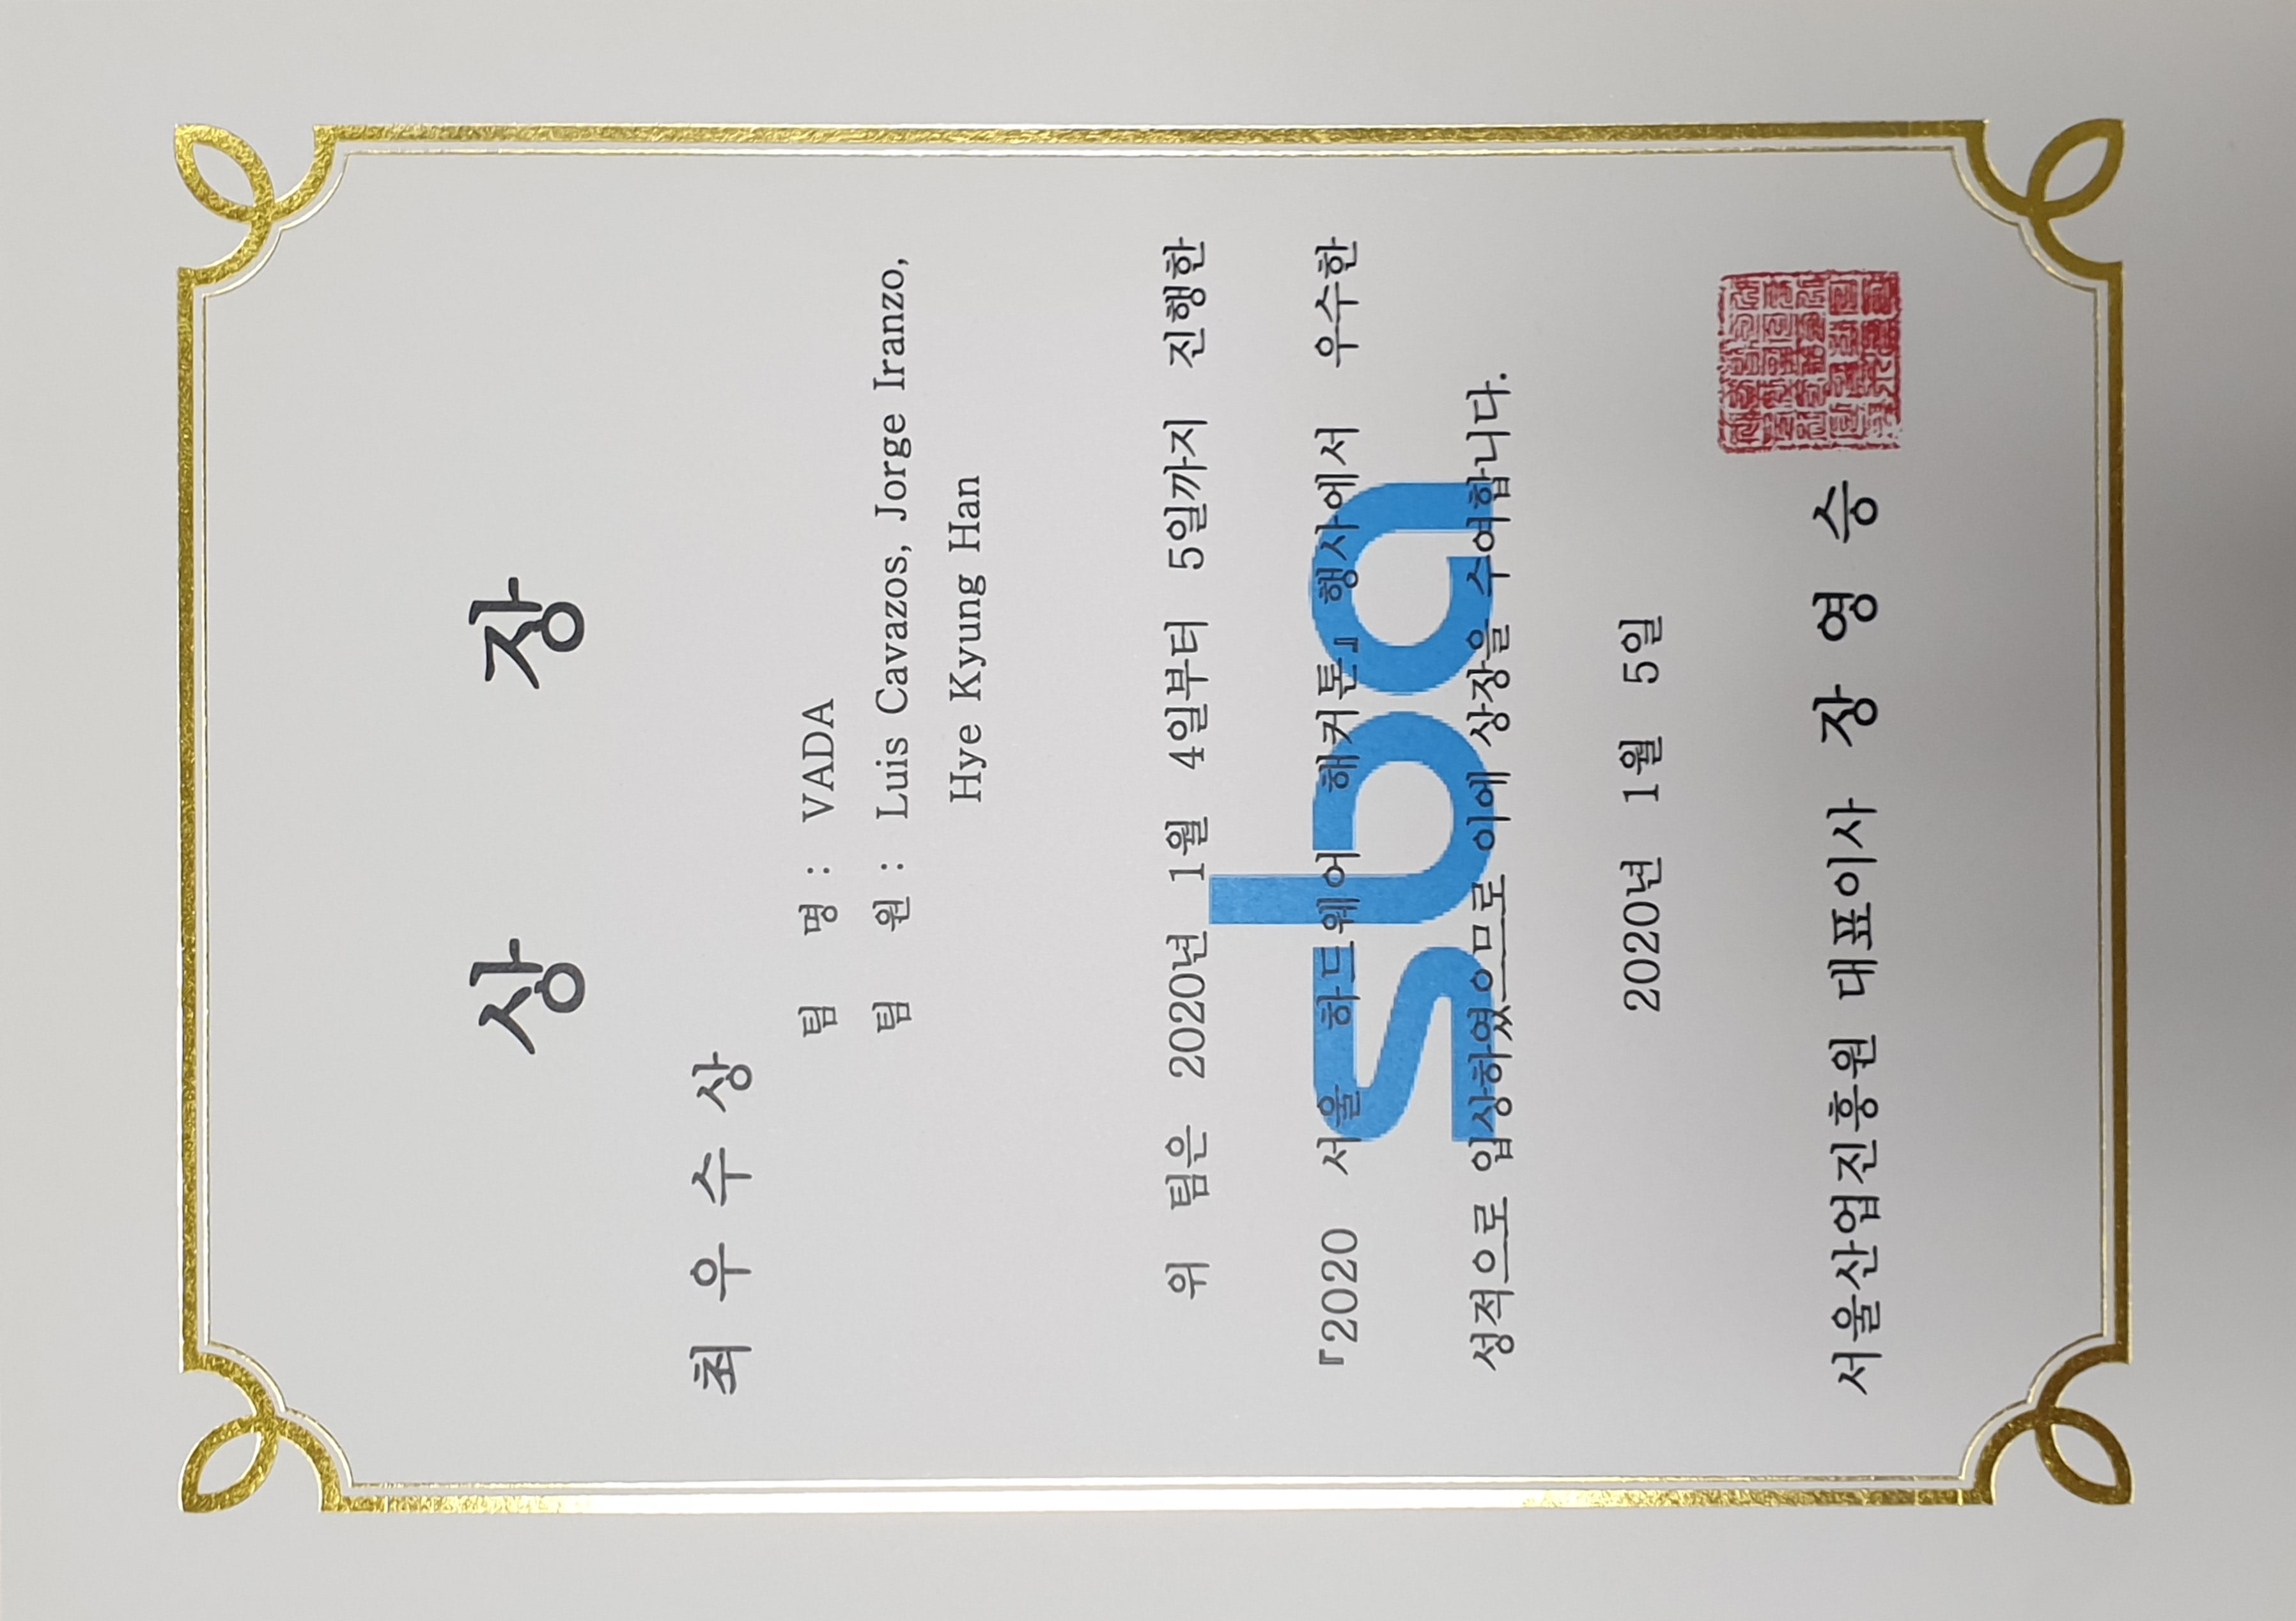 상 장
최 우 수 상
팀 명 : VADA
팀 원 : Luis Cavazos, Jorge Iranzo,
Hye Kyung Han
위 팀은 2020년 1월 4일부터 5일까지 진행한
『2020 서울 하드웨어 해커톤』 행사에서 우수한
sba
성적으로 입상하였으므로 이에 상장을 수여합니다.
2020년 1월 5일
서울산업진흥원 대표이사 장 영 승